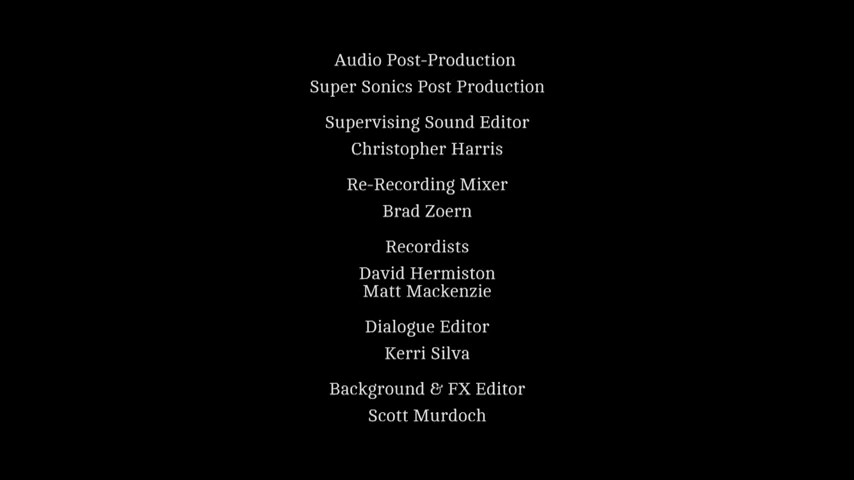 Audio Post-Production
Super Sonics Post Production
Supervising Sound Editor
Christopher Harris
Re-Recording Mixer
Brad Zoern
Recordists
David Hermiston
Matt Mackenzie
Dialogue Editor
Kerri Silva
Background & FX Editor
Scott Murdoch